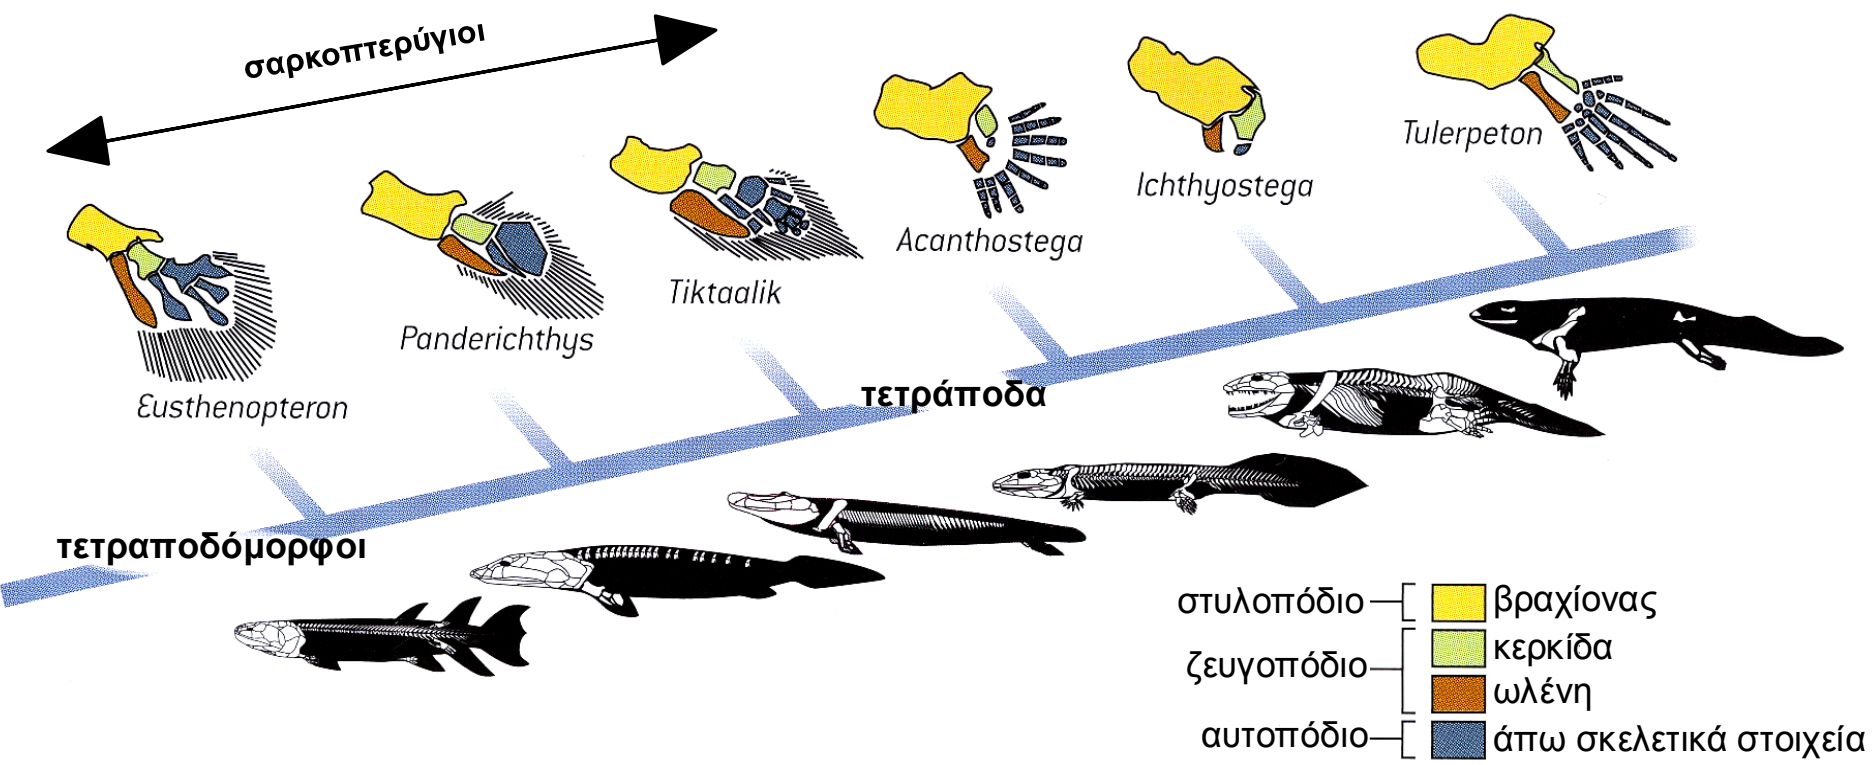 σαρκοπτερύγιοι
Tulerpeton
Ichthyostega
Acanthostega
Tiktaalik
Panderichthys
Eusthenopteron
τετράποδα
τετραποδόμορφοι
στυλοπόδιο βραχίονας
ζευγοπόδιο κερκίδα
ωλένη
αυτοπόδιο άπω σκελετικά στοιχεία